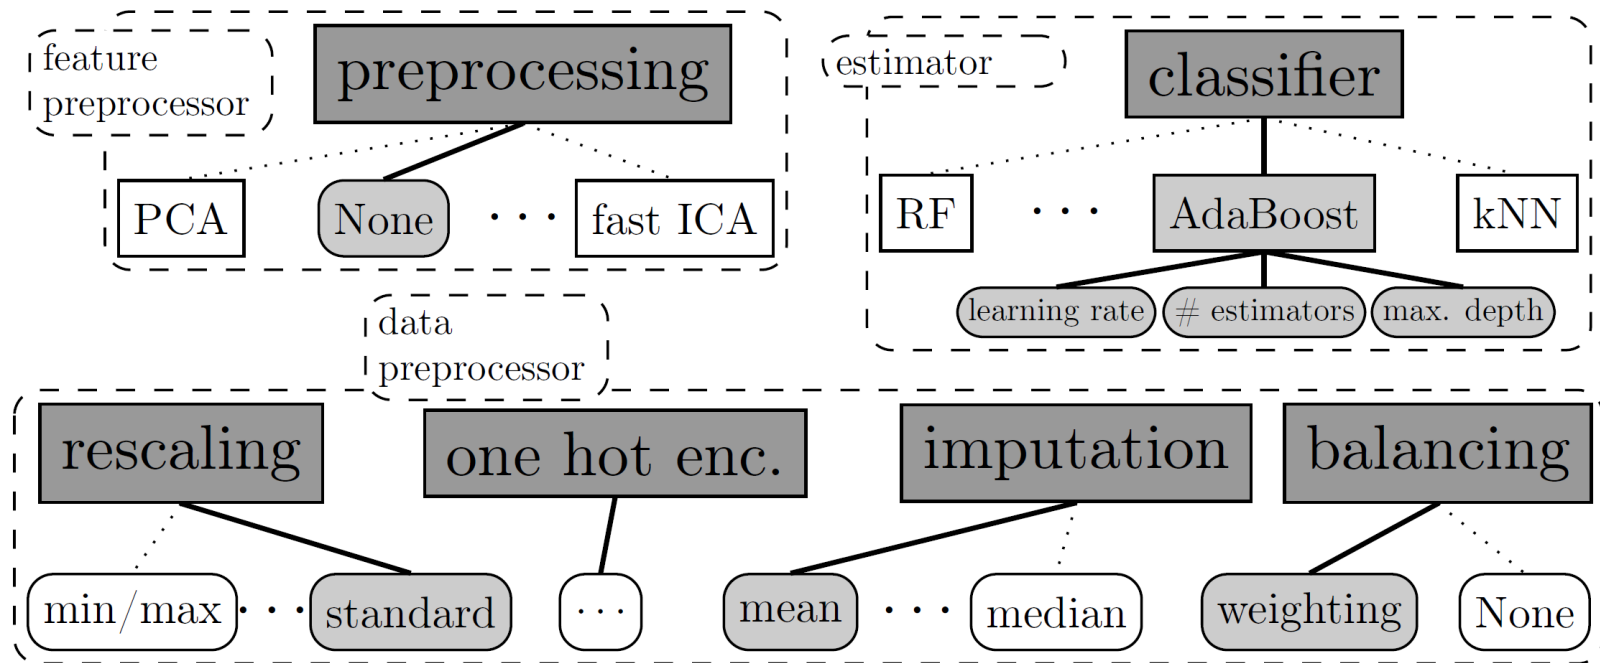 feature
preprocessor
preprocessing
PCA
None
· · ·
fast ICA
estimator
classifier
RF
· · ·
AdaBoost
kNN
learning rate
# estimators
max. depth
data
preprocessor
rescaling
one hot enc.
imputation
balancing
min/max
· · ·
standard
· · ·
mean
· · ·
median
weighting
None